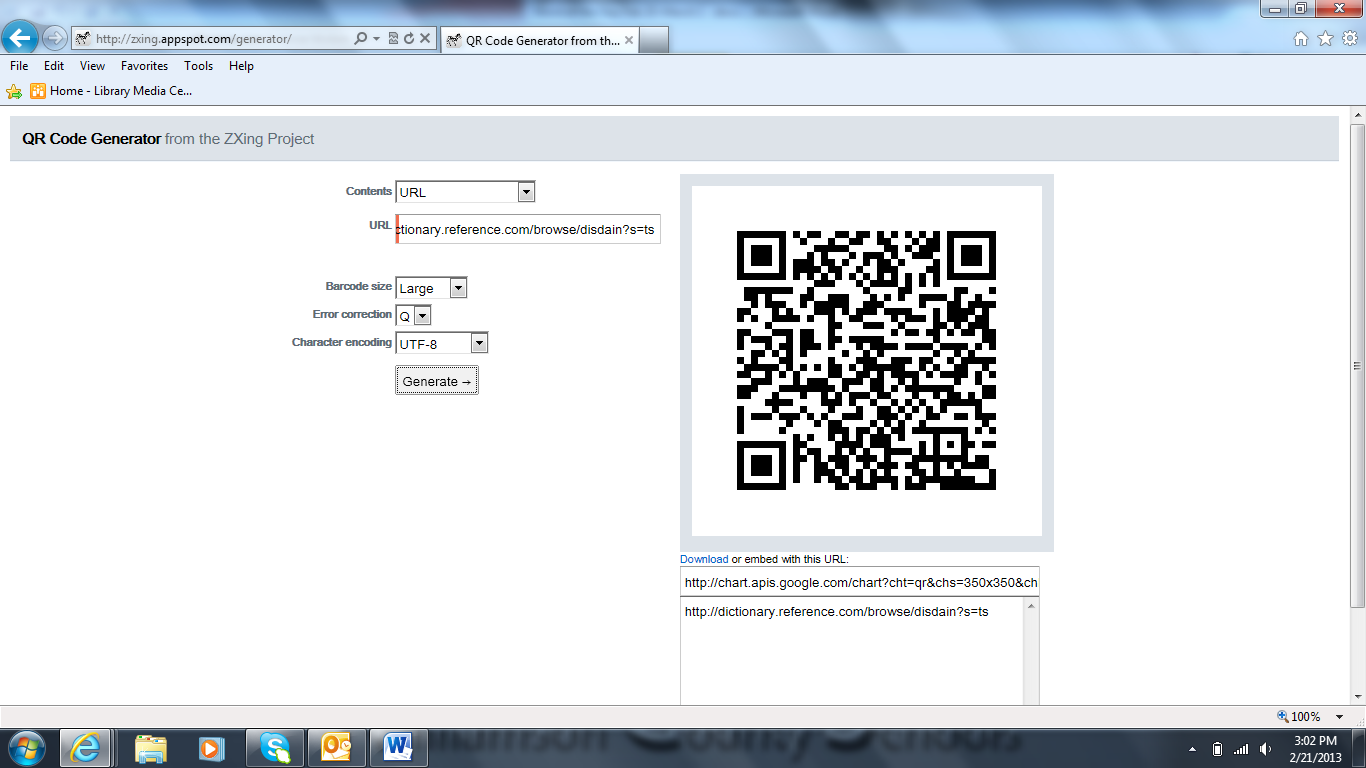 http://zxing.appspot.com/generator/
QR Code Generator from th...
File Edit View Favorites Tools Help
Home - Library Media Ce...
QR Code Generator from the ZXing Project
Contents URL
URL ctionary.reference.com/browse/disdain?s=ts
Barcode size Large
Error correction Q
Character encoding UTF-8
Generate →
Download or embed with this URL:
http://chart.apis.google.com/chart?cht=qr&chs=350x350&ch
http://dictionary.reference.com/browse/disdain?s=ts
100%
3:02 PM
2/21/2013